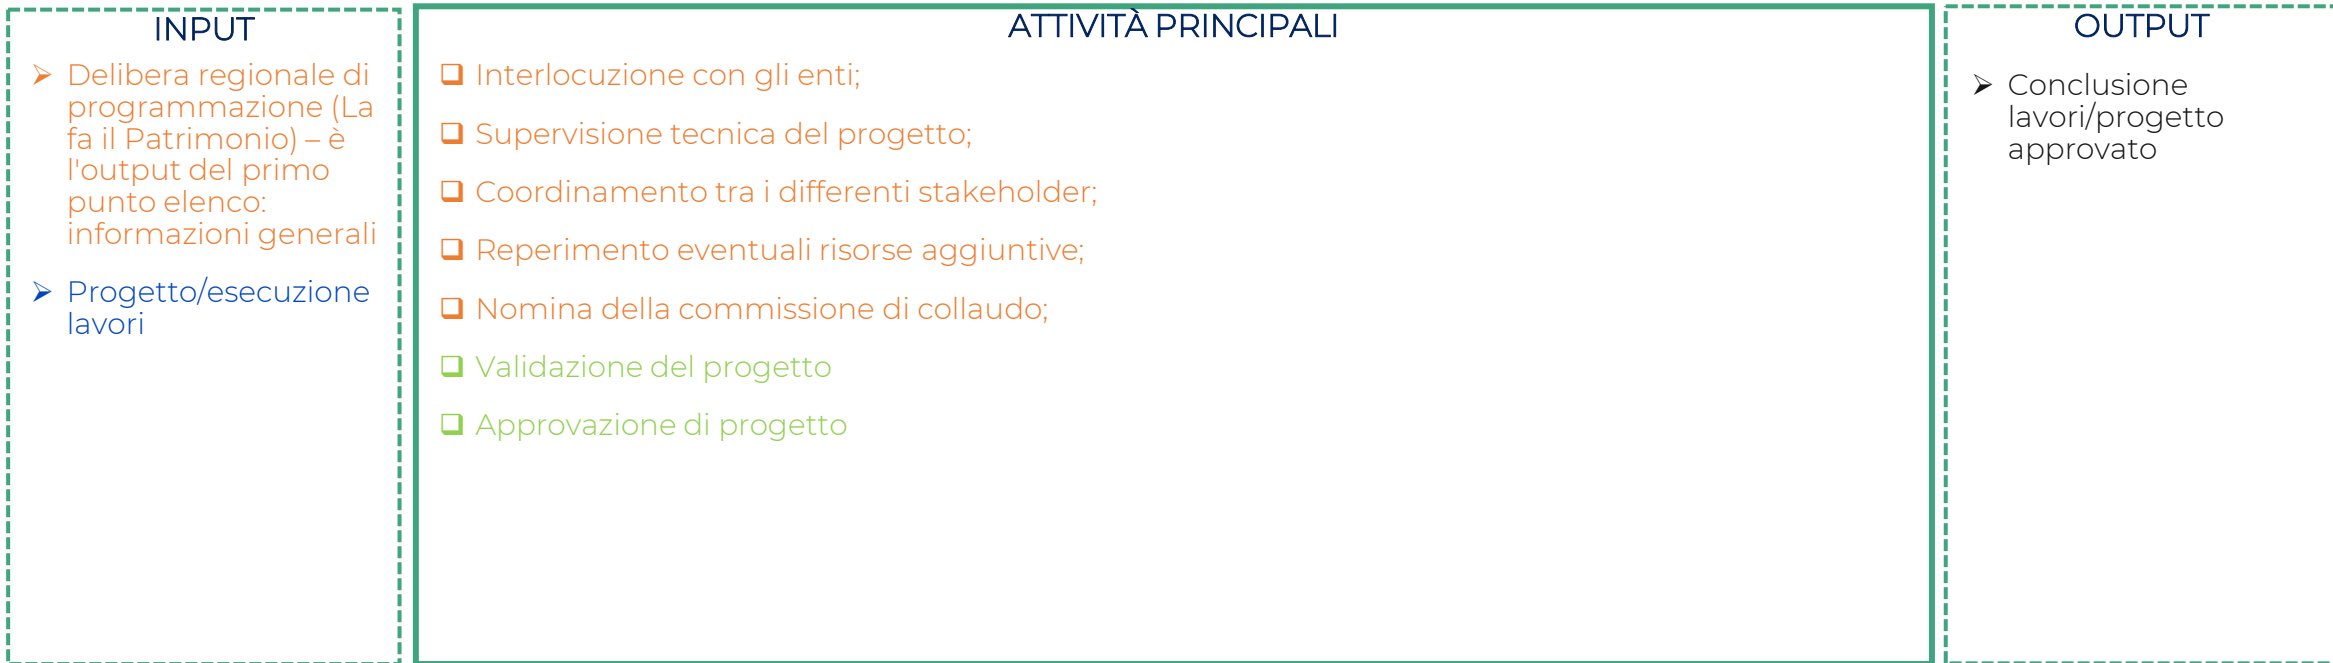 INPUT
Delibera regionale di
programmazione (La
fa il Patrimonio) – è
l'output del primo
punto elenco:
informazioni generali
Progetto/esecuzione
lavori
ATTIVITÀ PRINCIPALI
Interlocuzione con gli enti;
Supervisione tecnica del progetto;
Coordinamento tra i differenti stakeholder;
Reperimento eventuali risorse aggiuntive;
Nomina della commissione di collaudo;
Validazione del progetto
Approvazione di progetto
OUTPUT
Conclusione
lavori/progetto
approvato